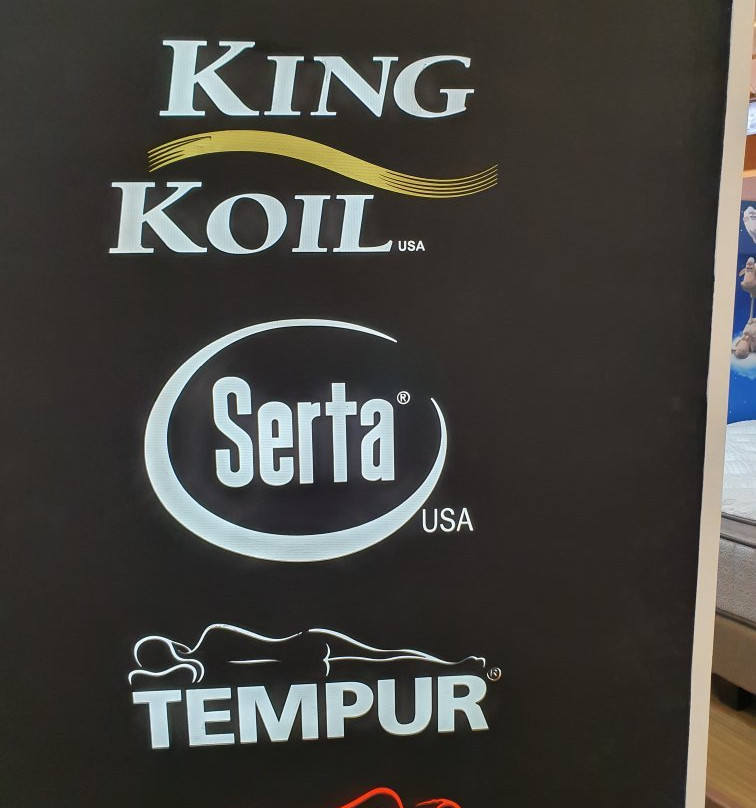 KING
KOIL USA
Serta®
USA
TEMPUR®